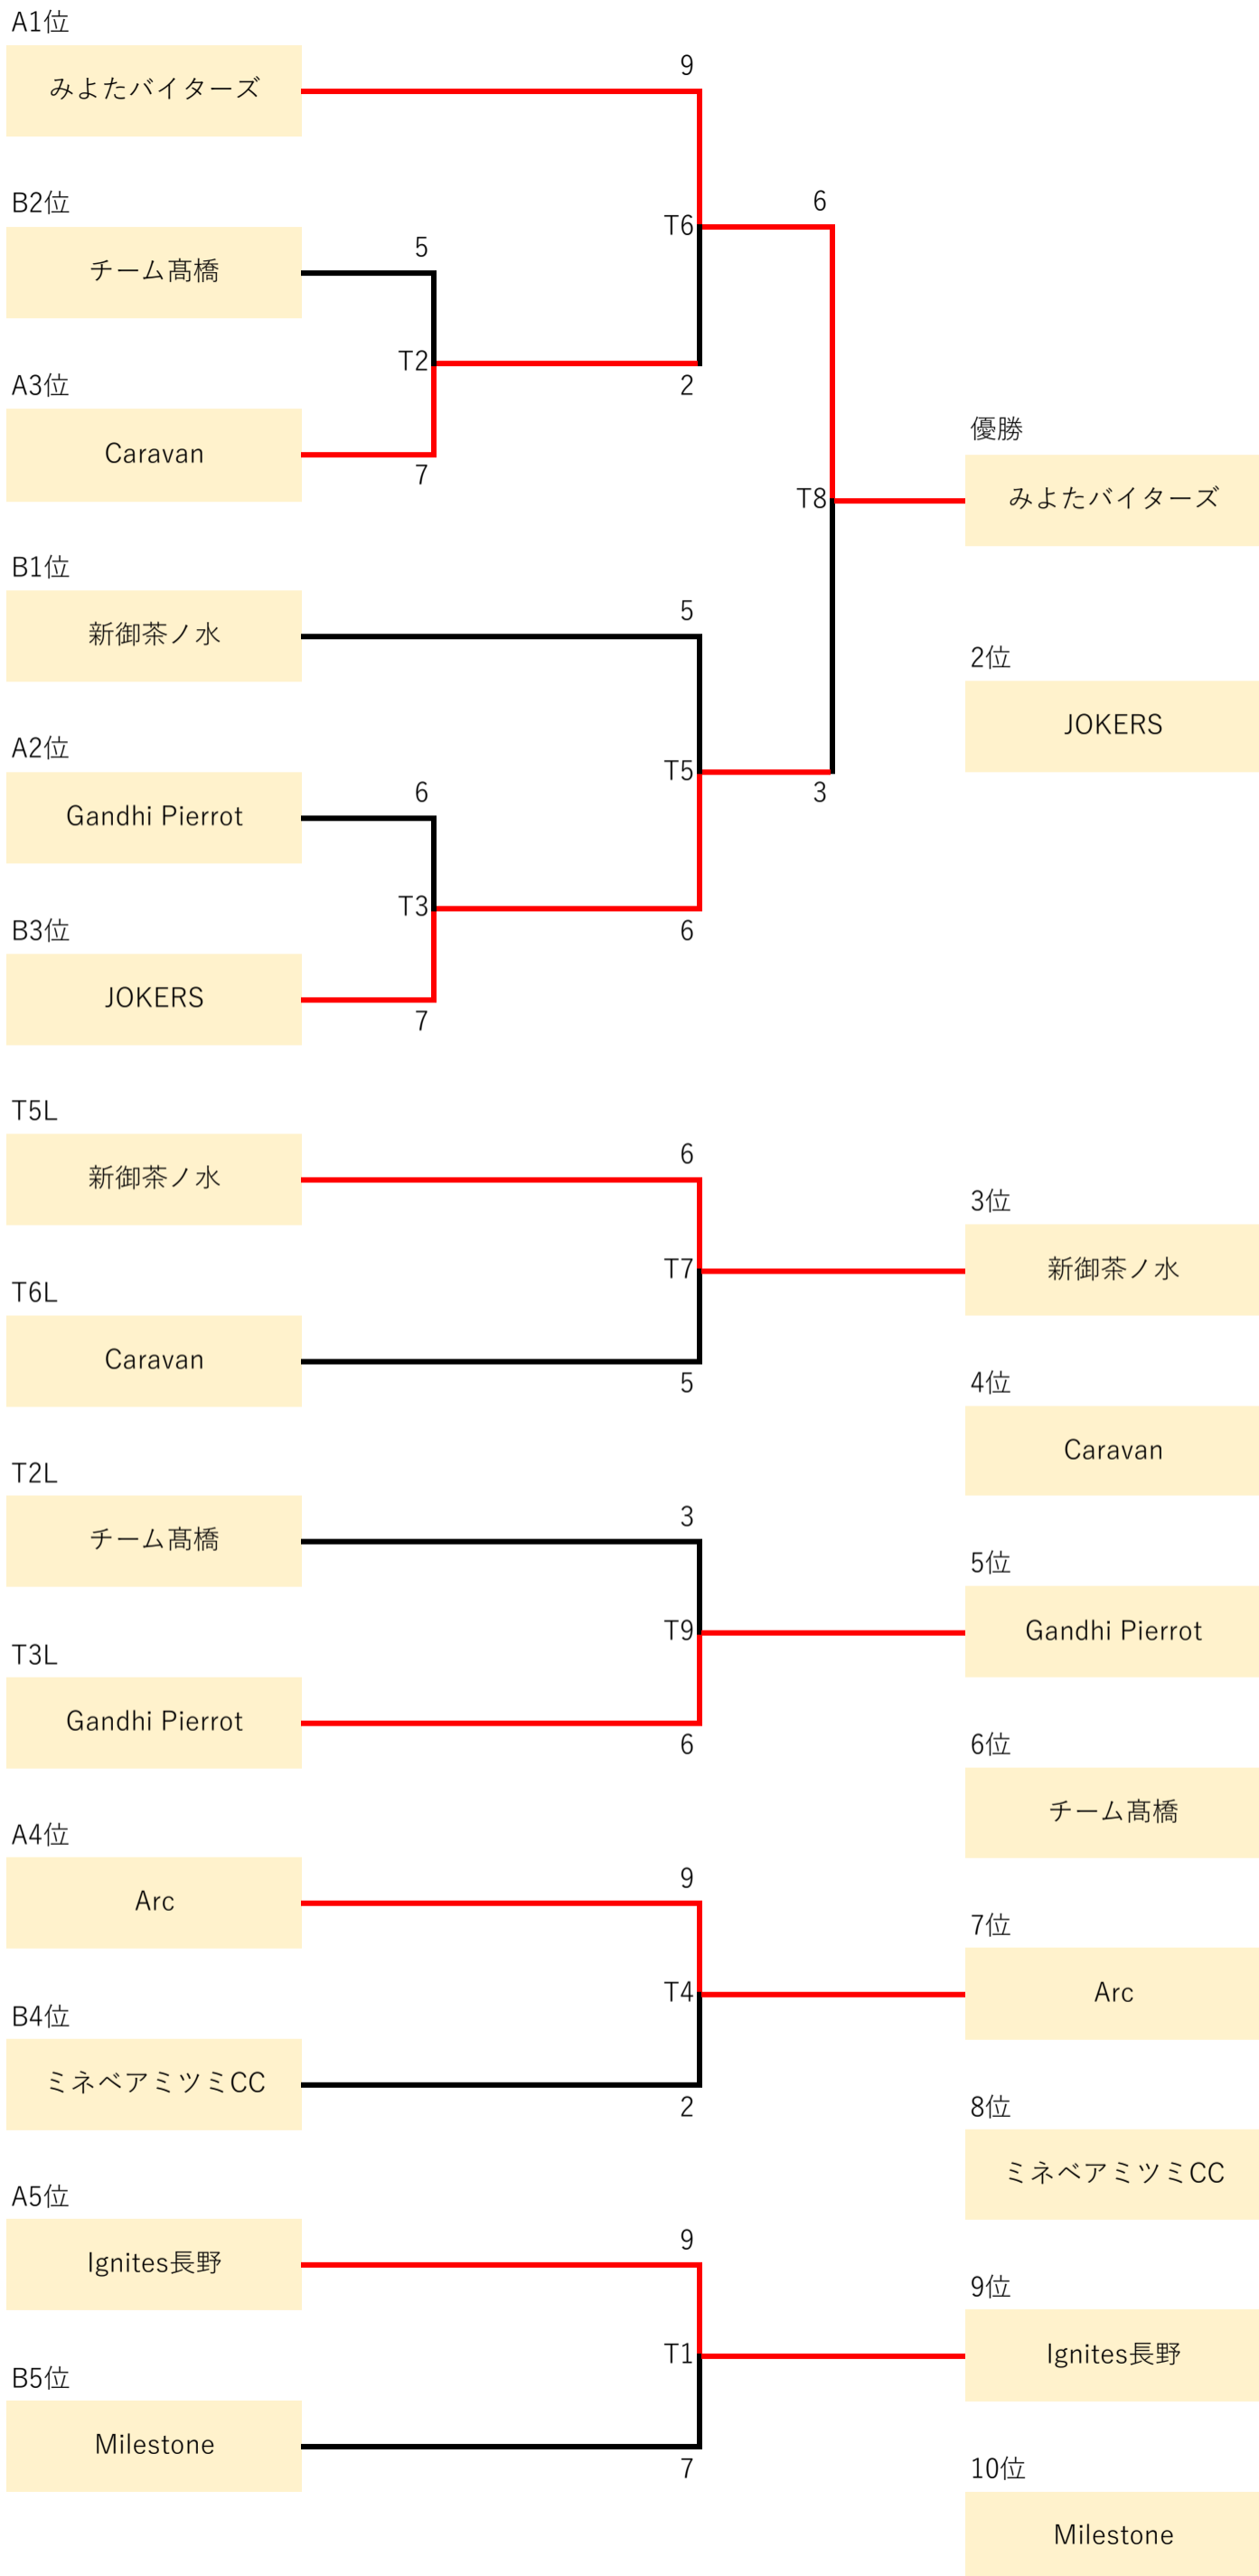 A1位
みよたバイターズ
9
B2位
チーム髙橋
5
T6
6
T2
2
A3位
Caravan
7
優勝
みよたバイターズ
T8
B1位
新御茶ノ水
5
2位
JOKERS
A2位
Gandhi Pierrot
6
T5
3
T3
6
B3位
JOKERS
7
T5L
新御茶ノ水
6
3位
新御茶ノ水
T7
T6L
Caravan
5
4位
Caravan
T2L
チーム髙橋
3
5位
Gandhi Pierrot
T9
T3L
Gandhi Pierrot
6
6位
チーム髙橋
A4位
Arc
9
7位
Arc
T4
B4位
ミネベアミツミCC
2
8位
ミネベアミツミCC
A5位
Ignites長野
9
9位
Ignites長野
T1
B5位
Milestone
7
10位
Milestone